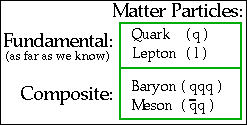 Matter Particles:
Fundamental: Quark (q)
(as far as we know) Lepton (l)
Composite: Baryon (qqq)
Meson (q̅q)